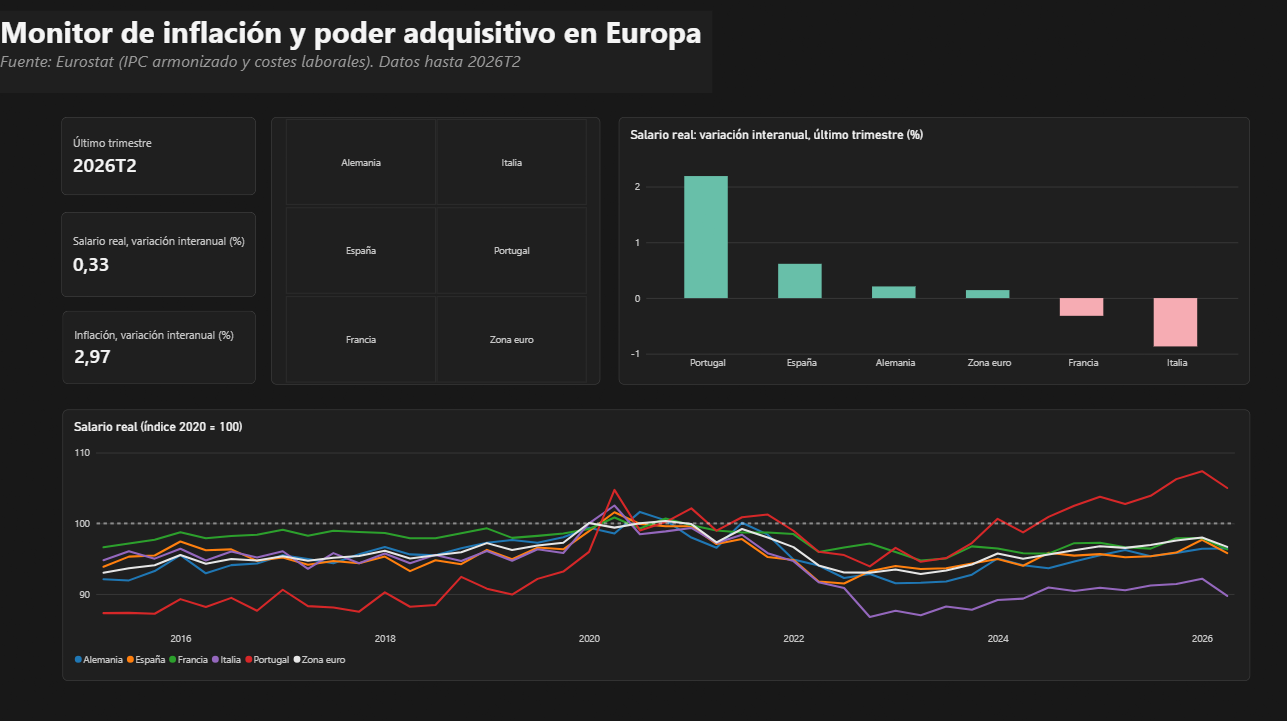 Monitor de inflación y poder adquisitivo en Europa
Fuente: Eurostat (IPC armonizado y costes laborales). Datos hasta 2026T2
Último trimestre
2026T2
Salario real, variación interanual (%)
0,33
Inflación, variación interanual (%)
2,97
Alemania
Italia
España
Portugal
Francia
Zona euro
Salario real: variación interanual, último trimestre (%)
2
1
0
-1
Portugal
España
Alemania
Zona euro
Francia
Italia
Salario real (índice 2020 = 100)
110
100
90
2016
2018
2020
2022
2024
2026
Alemania
España
Francia
Italia
Portugal
Zona euro